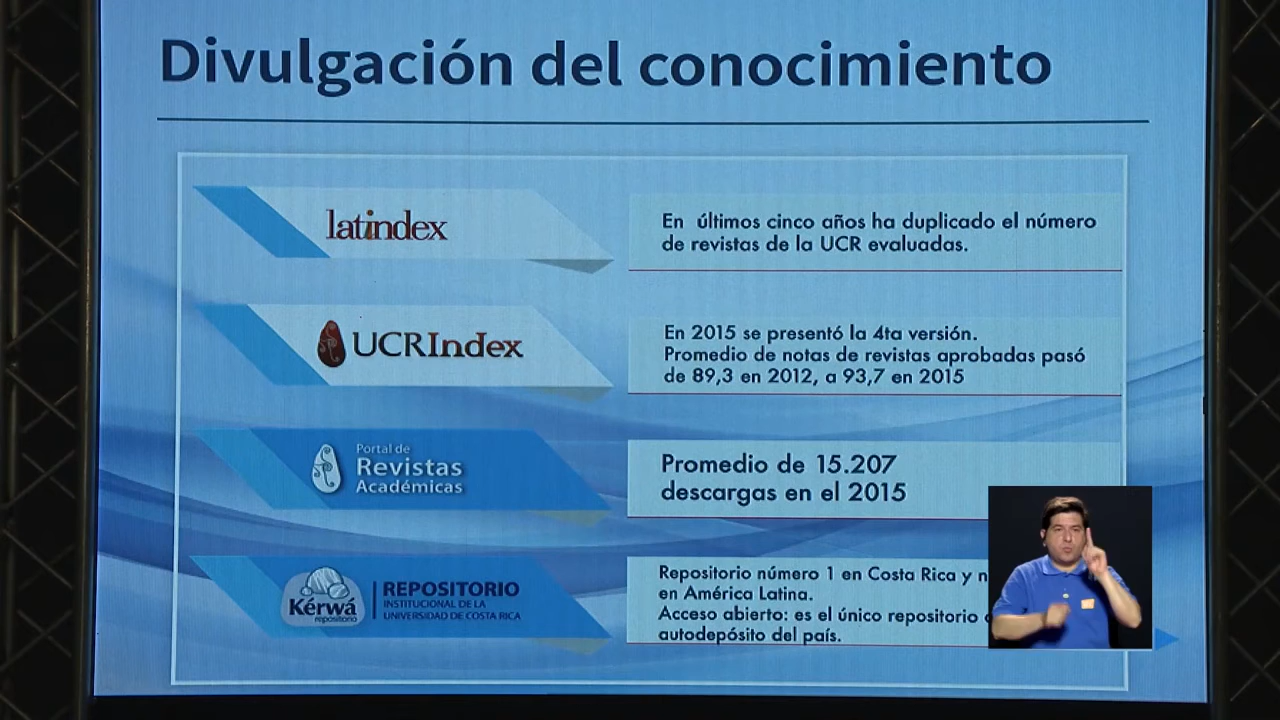 Divulgación del conocimiento
latindex
En últimos cinco años ha duplicado el número
de revistas de la UCR evaluadas.
UCRIndex
En 2015 se presentó la 4ta versión.
Promedio de notas de revistas aprobadas pasó
de 89,3 en 2012, a 93,7 en 2015
Portal de
Revistas
Académicas
Promedio de 15.207
descargas en el 2015
Kérwá
repositorio
REPOSITORIO
INSTITUCIONAL DE LA
UNIVERSIDAD DE COSTA RICA
Repositorio número 1 en Costa Rica y
en América Latina.
Acceso abierto: es el único repositorio
autodepósito del país.